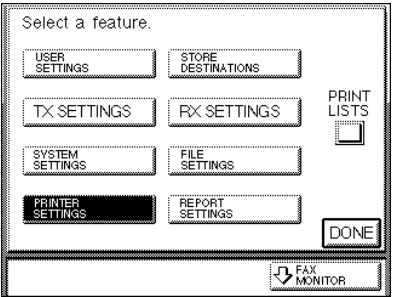 Select a feature.
USER
SETTINGS
STORE
DESTINATIONS
TX SETTINGS
RX SETTINGS
PRINT
LISTS
SYSTEM
SETTINGS
FILE
SETTINGS
PRINTER
SETTINGS
REPORT
SETTINGS
DONE
FAX
MONITOR